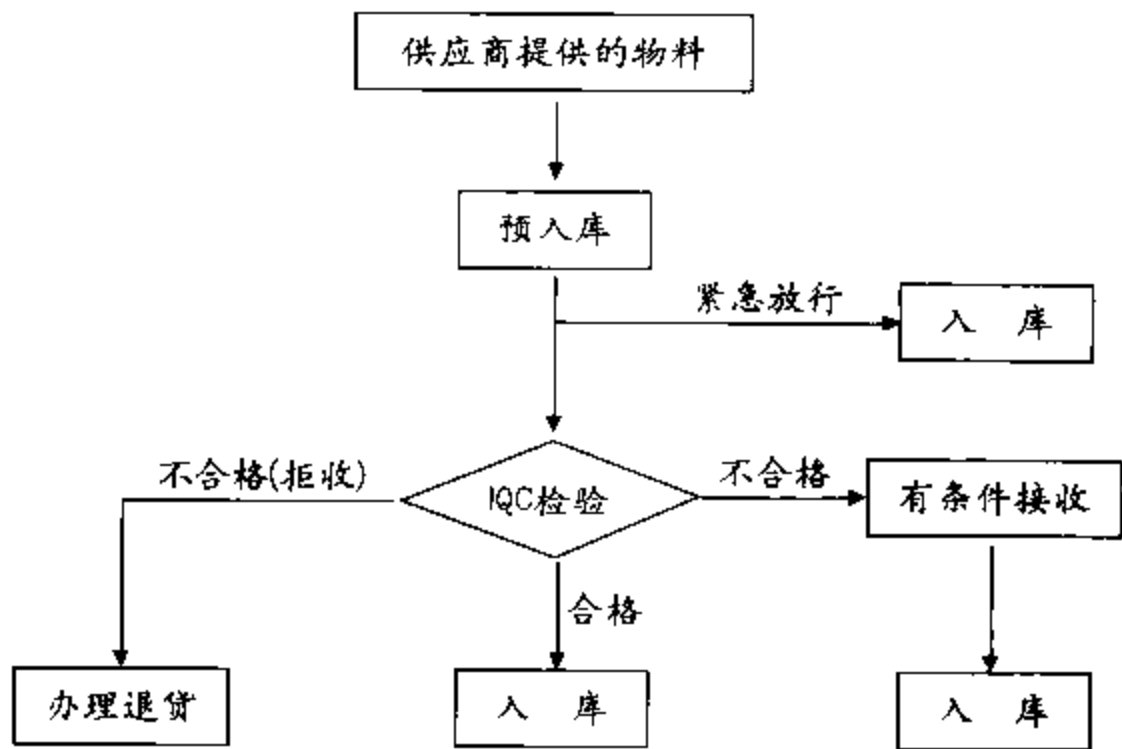 供应商提供的物料
预入库
紧急放行
入 库
不合格(拒收)
IQC检验
不合格
有条件接收
合格
办理退货
入 库
入 库